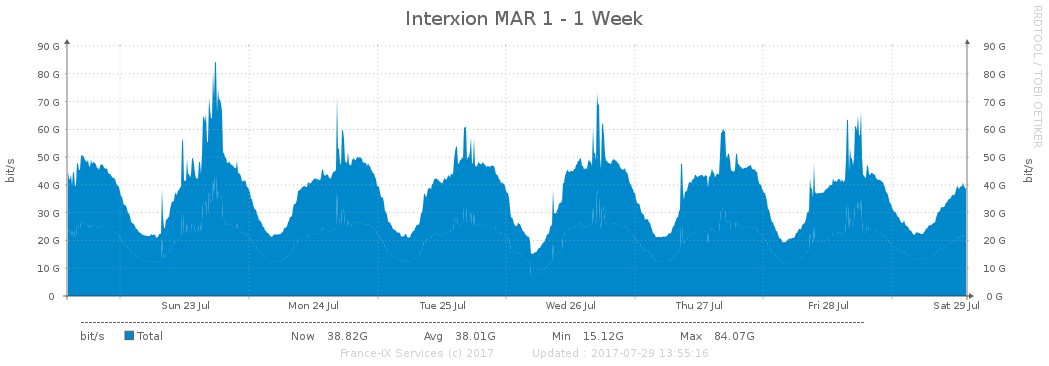 Interxion MAR 1 - 1 Week
RRDTOOL / TOBI OETIKER
90 G 90 G
80 G 80 G
70 G 70 G
60 G 60 G
50 G 50 G
40 G 40 G
30 G 30 G
20 G 20 G
10 G 10 G
0 0 G
bit/s
bit/s
Sun 23 Jul Mon 24 Jul Tue 25 Jul Wed 26 Jul Thu 27 Jul Fri 28 Jul Sat 29 Jul
bit/s Total Now 38.82G Avg 38.01G Min 15.12G Max 84.07G
France-IX Services (c) 2017 Updated : 2017-07-29 13:55:16